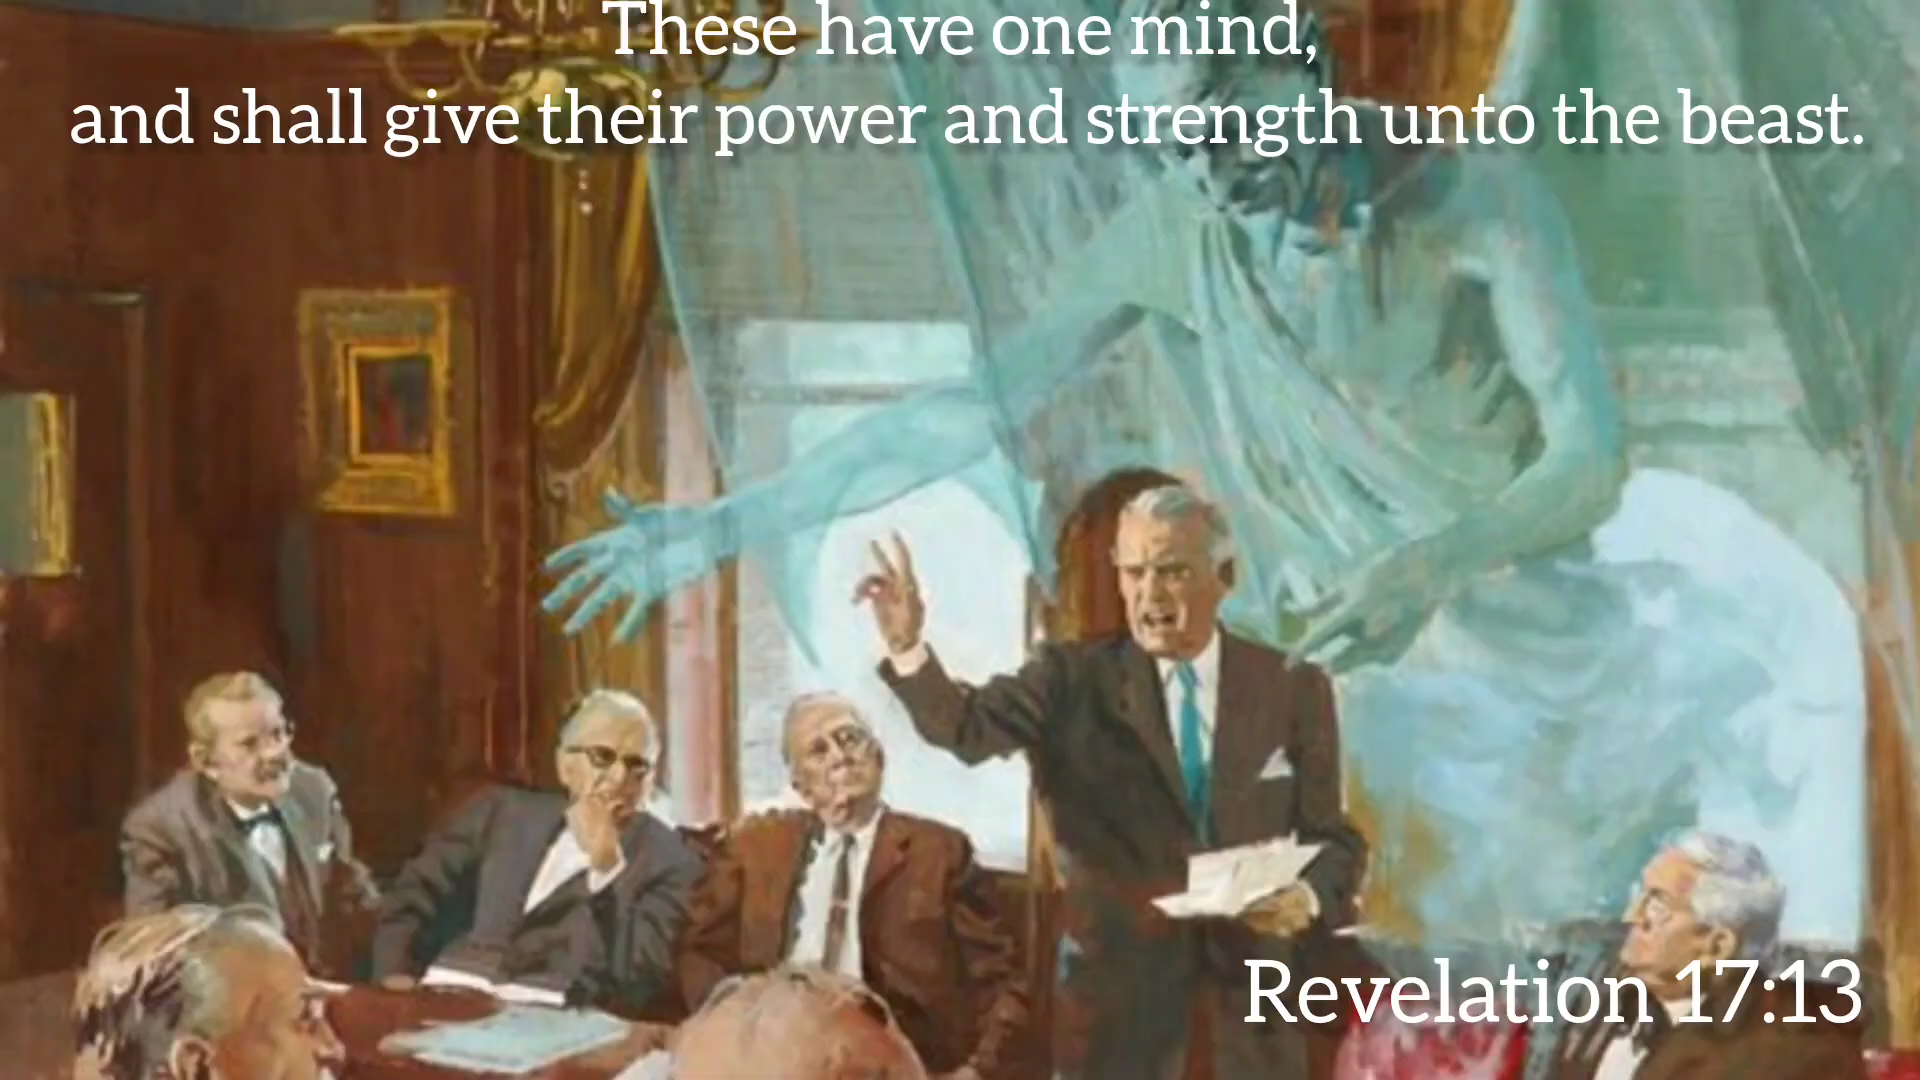 These have one mind,
and shall give their power and strength unto the beast.
Revelation 17:13